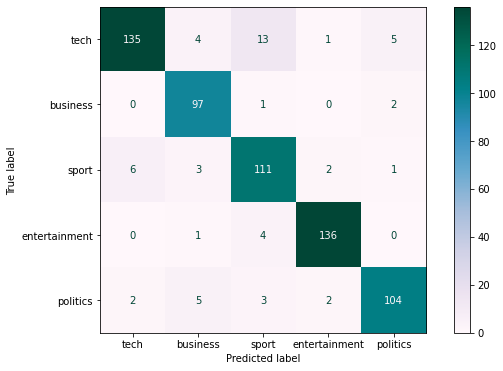 True label
tech 135 4 13 1 5
business 0 97 1 0 2
sport 6 3 111 2 1
entertainment 0 1 4 136 0
politics 2 5 3 2 104
tech business sport entertainment politics
Predicted label
120
100
80
60
40
20
0